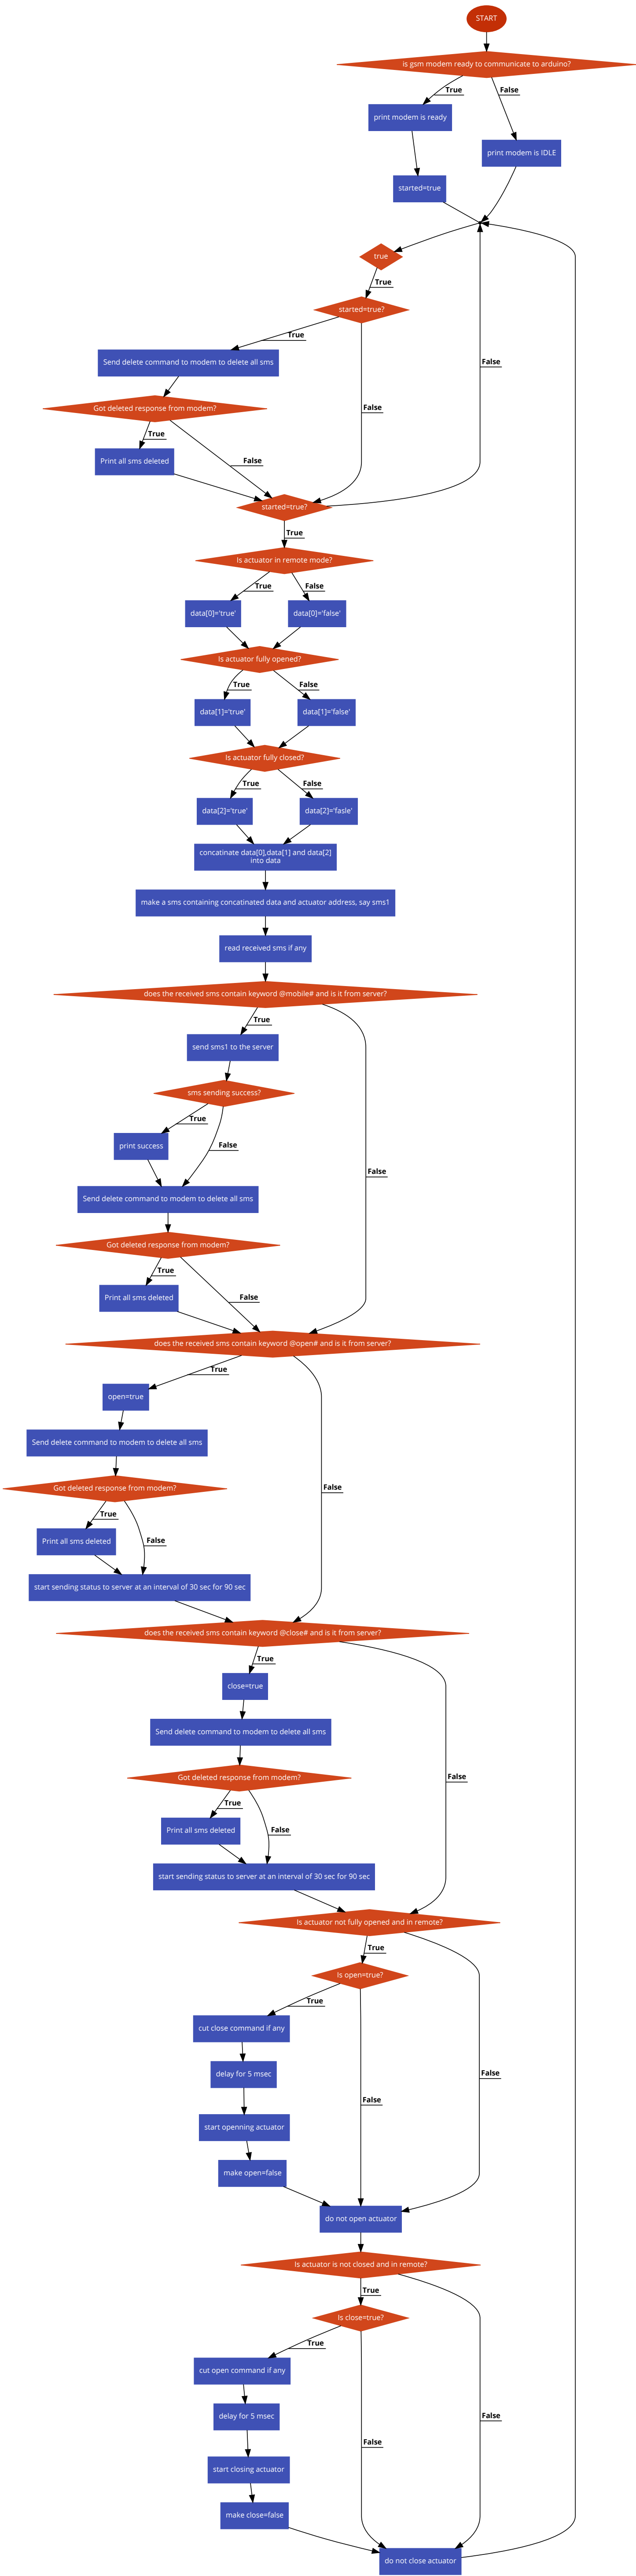 START
is gsm modem ready to communicate to arduino?
True
False
print modem is ready
print modem is IDLE
started=true
true
True
started=true?
True
False
False
Send delete command to modem to delete all sms
Got deleted response from modem?
True
False
Print all sms deleted
started=true?
True
Is actuator in remote mode?
True
False
data[0]='true'
data[0]='false'
Is actuator fully opened?
True
False
data[1]='true'
data[1]='false'
Is actuator fully closed?
True
False
data[2]='true'
data[2]='fasle'
concatinate data[0],data[1] and data[2]
into data
make a sms containing concatinated data and actuator address, say sms1
read received sms if any
does the received sms contain keyword @mobile# and is it from server?
True
send sms1 to the server
sms sending success?
True
False
print success
False
Send delete command to modem to delete all sms
Got deleted response from modem?
True
False
Print all sms deleted
does the received sms contain keyword @open# and is it from server?
True
open=true
Send delete command to modem to delete all sms
Got deleted response from modem?
False
True
False
Print all sms deleted
start sending status to server at an interval of 30 sec for 90 sec
does the received sms contain keyword @close# and is it from server?
True
close=true
Send delete command to modem to delete all sms
Got deleted response from modem?
False
True
False
Print all sms deleted
start sending status to server at an interval of 30 sec for 90 sec
Is actuator not fully opened and in remote?
True
Is open=true?
True
cut close command if any
delay for 5 msec
False
False
start openning actuator
make open=false
do not open actuator
Is actuator is not closed and in remote?
True
Is close=true?
True
cut open command if any
delay for 5 msec
False
False
start closing actuator
make close=false
do not close actuator